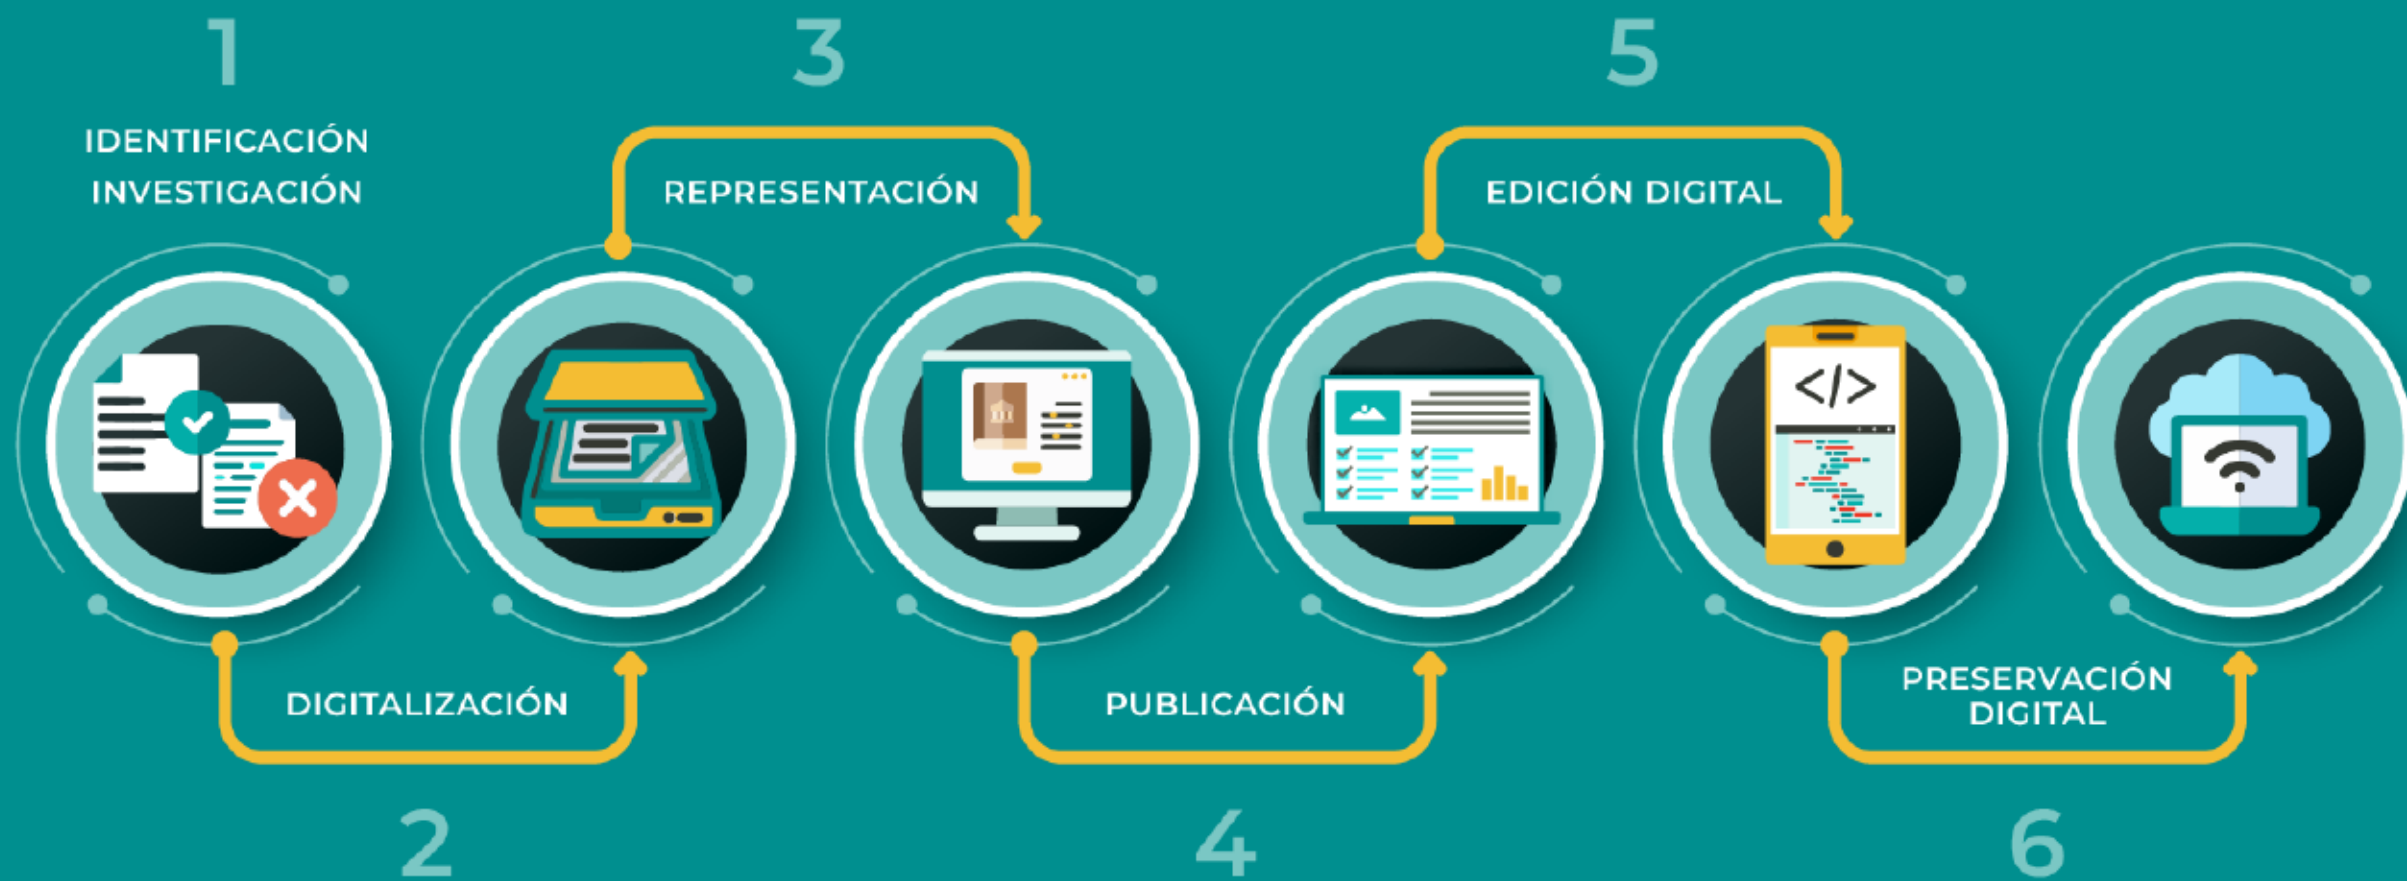 1
IDENTIFICACIÓN
INVESTIGACIÓN
2
DIGITALIZACIÓN
3
REPRESENTACIÓN
4
PUBLICACIÓN
5
EDICIÓN DIGITAL
</>
6
PRESERVACIÓN
DIGITAL